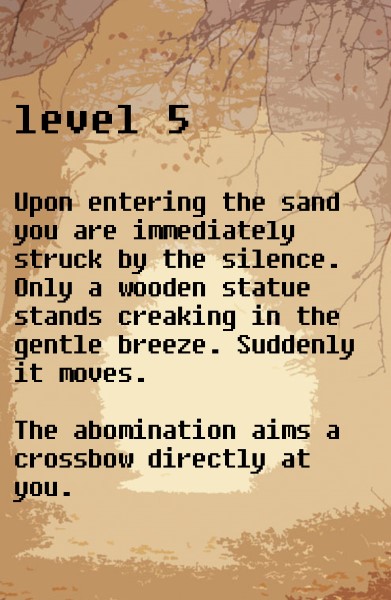 level 5
Upon entering the sand
you are immediately
struck by the silence.
Only a wooden statue
stands creaking in the
gentle breeze. Suddenly
it moves.
The abomination aims a
crossbow directly at
you.